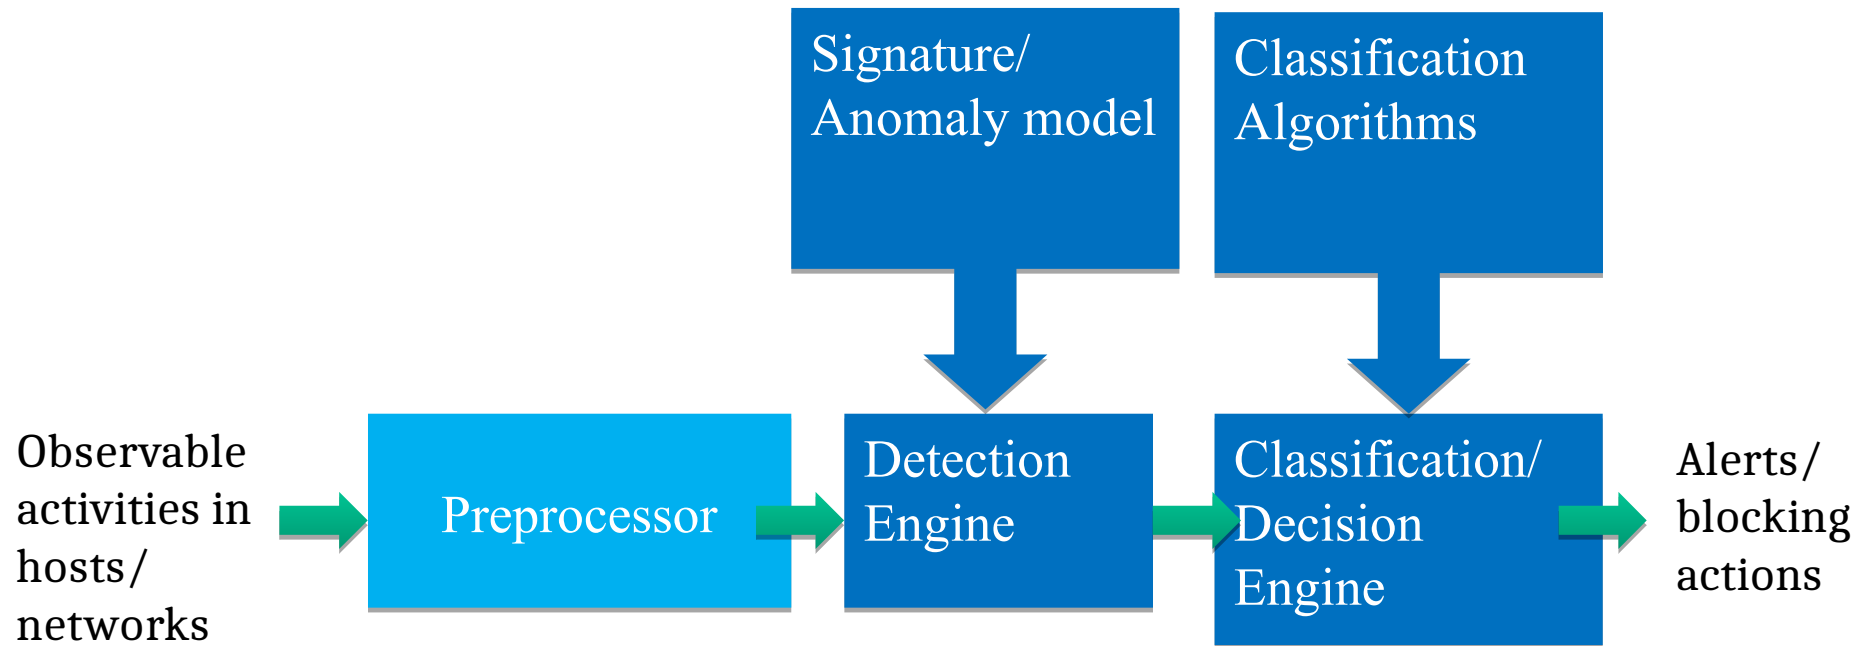 Signature/
Anomaly model
Classification
Algorithms
Observable
activities in
hosts/
networks
Preprocessor
Detection
Engine
Classification/
Decision
Engine
Alerts/
blocking
actions